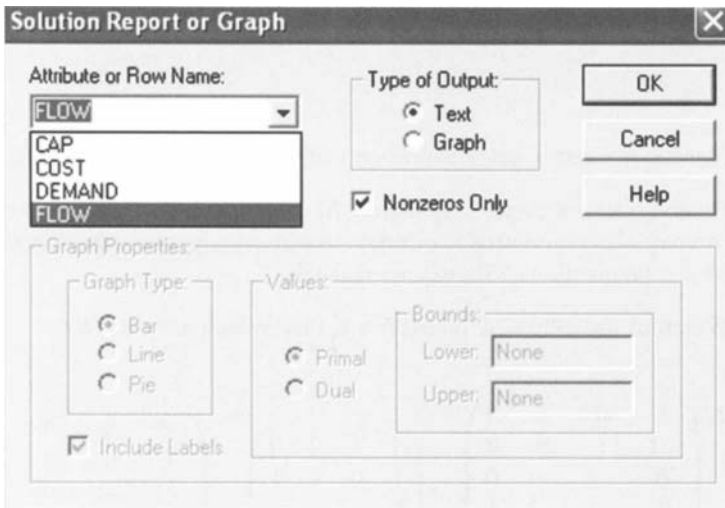 Solution Report or Graph
Attribute or Row Name:
FLOW
CAP
COST
DEMAND
FLOW
Type of Output:
Text
Graph
Nonzeros Only
OK
Cancel
Help
Graph Properties:
Graph Type:
Bar
Line
Pie
Include Labels
Values:
Primal
Dual
Bounds:
Lower: None
Upper: None